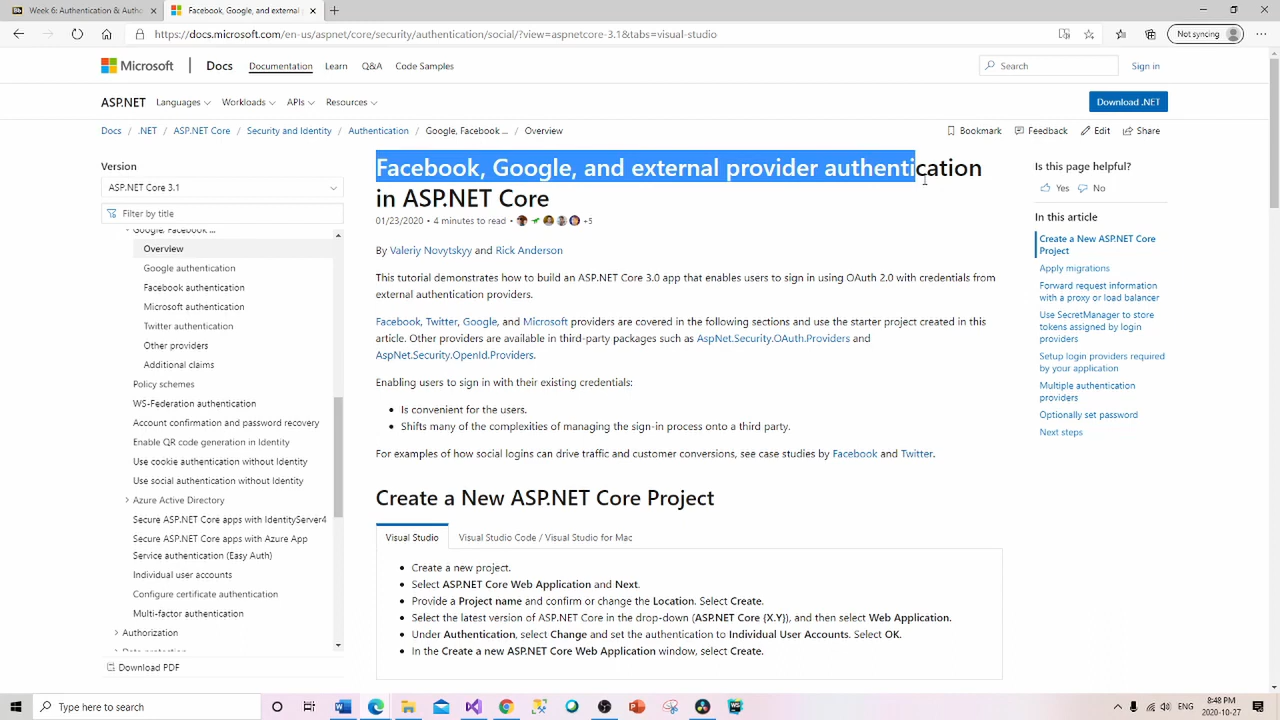 Week 6: Authentication & Autho
Facebook, Google, and external p
https://docs.microsoft.com/en-us/aspnet/core/security/authentication/social/?view=aspnetcore-3.1&tabs=visual-studio
Not syncing
Microsoft
Docs
Documentation
Learn
Q&A
Code Samples
Search
Sign in
ASP.NET
Languages
Workloads
APIs
Resources
Download .NET
Docs / .NET / ASP.NET Core / Security and Identity / Authentication / Google, Facebook ... / Overview
Bookmark
Feedback
Edit
Share
Version
ASP.NET Core 3.1
Filter by title
Google, Facebook ...
Overview
Google authentication
Facebook authentication
Microsoft authentication
Twitter authentication
Other providers
Additional claims
Policy schemes
WS-Federation authentication
Account confirmation and password recovery
Enable QR code generation in Identity
Use cookie authentication without Identity
Use social authentication without Identity
Azure Active Directory
Secure ASP.NET Core apps with IdentityServer4
Secure ASP.NET Core apps with Azure App
Service authentication (Easy Auth)
Individual user accounts
Configure certificate authentication
Multi-factor authentication
Authorization
Data protection
Download PDF
Facebook, Google, and external provider authentication
in ASP.NET Core
01/23/2020 • 4 minutes to read • +5
By Valeriy Novytskyy and Rick Anderson
This tutorial demonstrates how to build an ASP.NET Core 3.0 app that enables users to sign in using OAuth 2.0 with credentials from
external authentication providers.
Facebook, Twitter, Google, and Microsoft providers are covered in the following sections and use the starter project created in this
article. Other providers are available in third-party packages such as AspNet.Security.OAuth.Providers and
AspNet.Security.OpenId.Providers.
Enabling users to sign in with their existing credentials:
• Is convenient for the users.
• Shifts many of the complexities of managing the sign-in process onto a third party.
For examples of how social logins can drive traffic and customer conversions, see case studies by Facebook and Twitter.
Create a New ASP.NET Core Project
Visual Studio
Visual Studio Code / Visual Studio for Mac
• Create a new project.
• Select ASP.NET Core Web Application and Next.
• Provide a Project name and confirm or change the Location. Select Create.
• Select the latest version of ASP.NET Core in the drop-down (ASP.NET Core {X.Y}), and then select Web Application.
• Under Authentication, select Change and set the authentication to Individual User Accounts. Select OK.
• In the Create a new ASP.NET Core Web Application window, select Create.
Is this page helpful?
Yes
No
In this article
Create a New ASP.NET Core
Project
Apply migrations
Forward request information
with a proxy or load balancer
Use SecretManager to store
tokens assigned by login
providers
Setup login providers required
by your application
Multiple authentication
providers
Optionally set password
Next steps
Type here to search
8:48 PM
2020-10-27